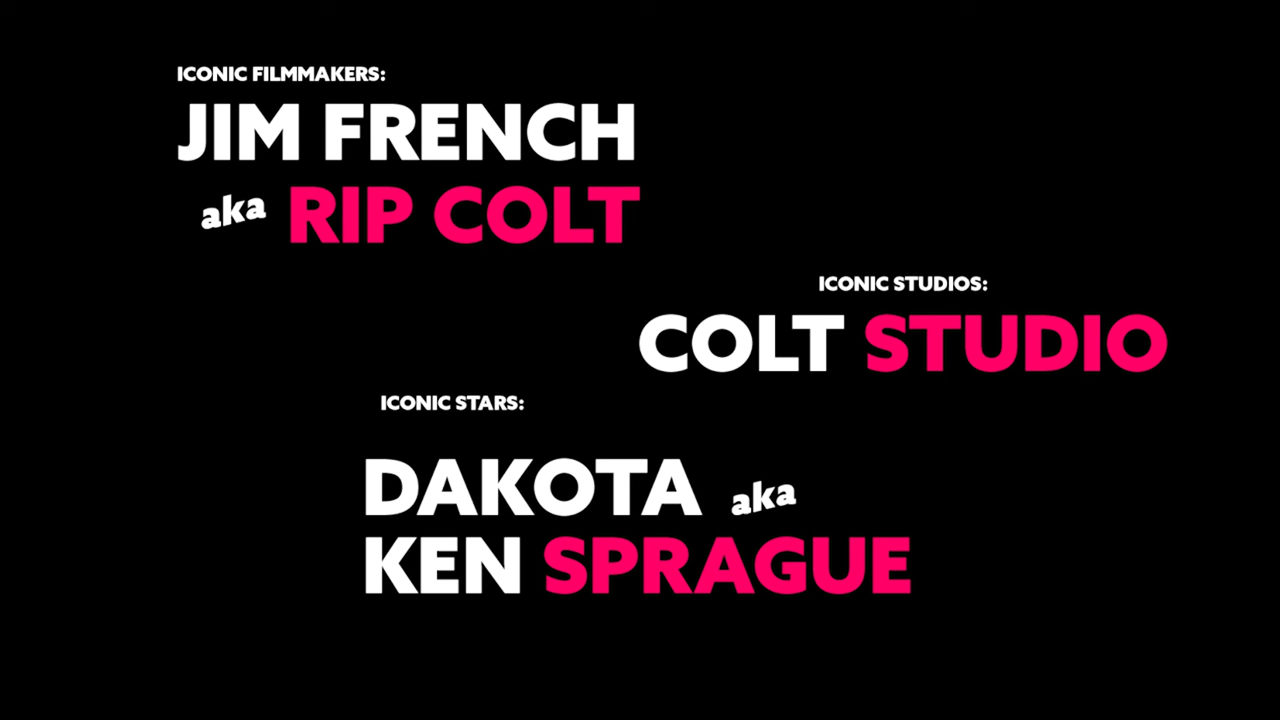 ICONIC FILMMAKERS:
JIM FRENCH
aka RIP COLT
ICONIC STUDIOS:
COLT STUDIO
ICONIC STARS:
DAKOTA aka
KEN SPRAGUE